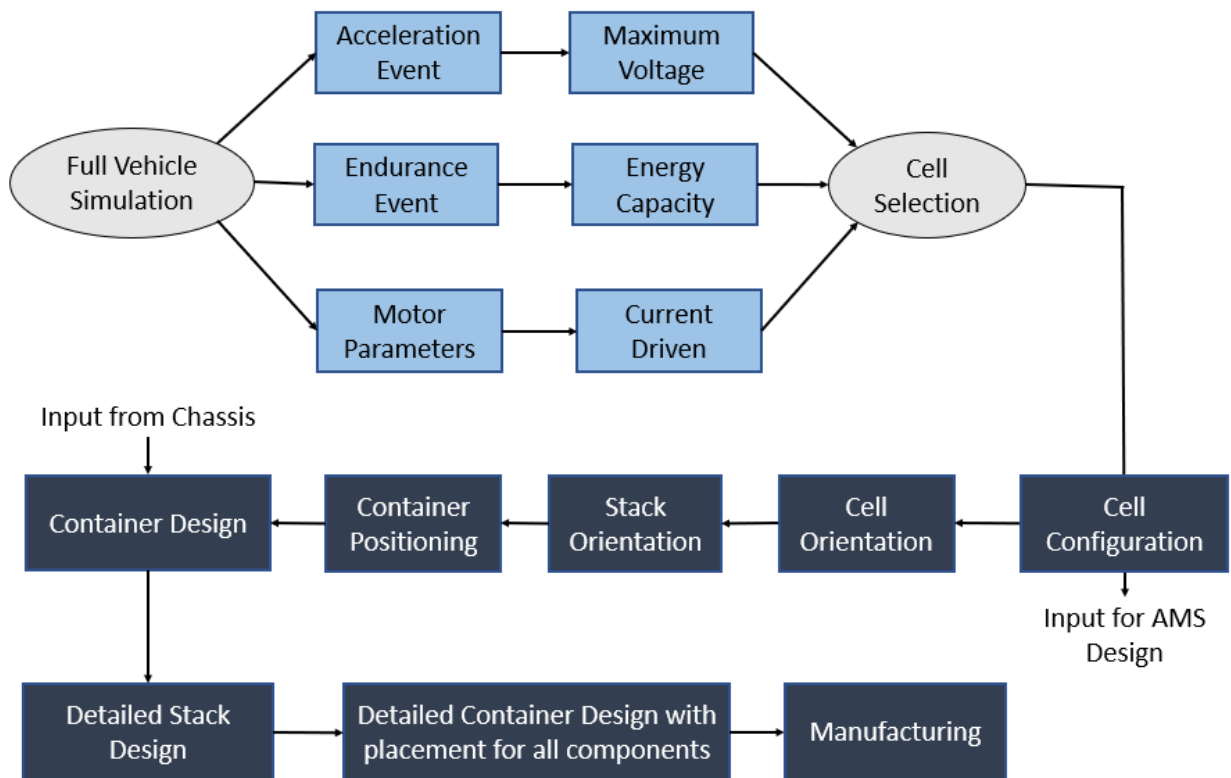 Acceleration
Event
Maximum
Voltage
Full Vehicle
Simulation
Endurance
Event
Energy
Capacity
Cell
Selection
Motor
Parameters
Current
Driven
Input from Chassis
Container Design
Container
Positioning
Stack
Orientation
Cell
Orientation
Cell
Configuration
Input for AMS
Design
Detailed Stack
Design
Detailed Container Design with
placement for all components
Manufacturing